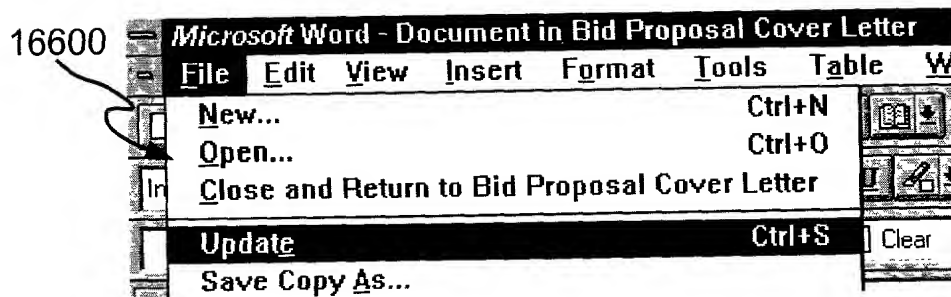 16600
Microsoft Word - Document in Bid Proposal Cover Letter
File Edit View Insert Format Tools Table W
New... Ctrl+N
Open... Ctrl+O
In
Close and Return to Bid Proposal Cover Letter
Update Ctrl+S
Clear
Save Copy As...